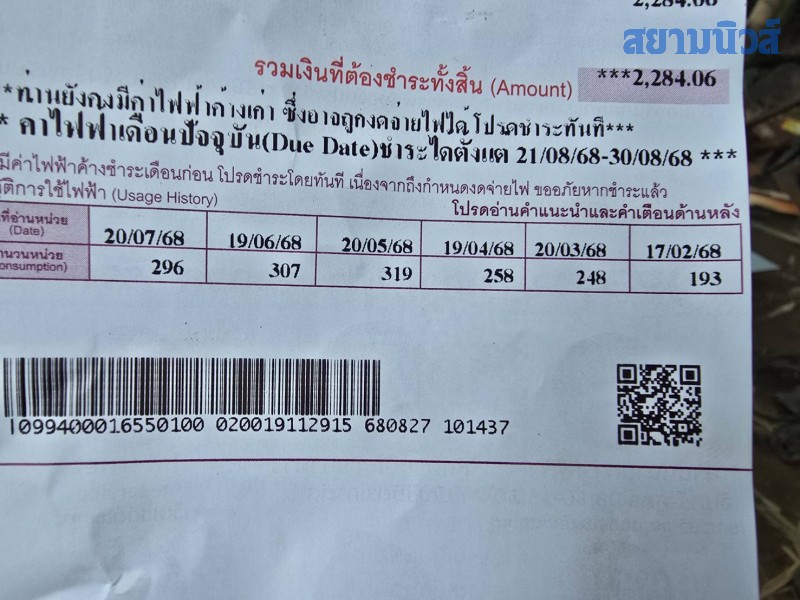 2,284.06
สยามนิวส์
รวมเงินที่ต้องชำระทั้งสิ้น (Amount) ***2,284.06
*ท่านยังคงมีค่าไฟฟ้าค้างเก่า ซึ่งอาจถูกงดจ่ายไฟได้ โปรดชำระทันที***
* ค่าไฟฟ้าเดือนปัจจุบัน(Due Date)ชำระได้ตั้งแต่ 21/08/68-30/08/68 ***
มีค่าไฟฟ้าค้างชำระเดือนก่อน โปรดชำระโดยทันที เนื่องจากถึงกำหนดงดจ่ายไฟ ขออภัยหากชำระแล้ว
วัติการใช้ไฟฟ้า (Usage History) โปรดอ่านคำแนะนำและคำเตือนด้านหลัง
ที่อ่านหน่วย
(Date) 20/07/68 19/06/68 20/05/68 19/04/68 20/03/68 17/02/68
นวนหน่วย
onsumption) 296 307 319 258 248 193
1099400016550100 020019112915 680827 101437